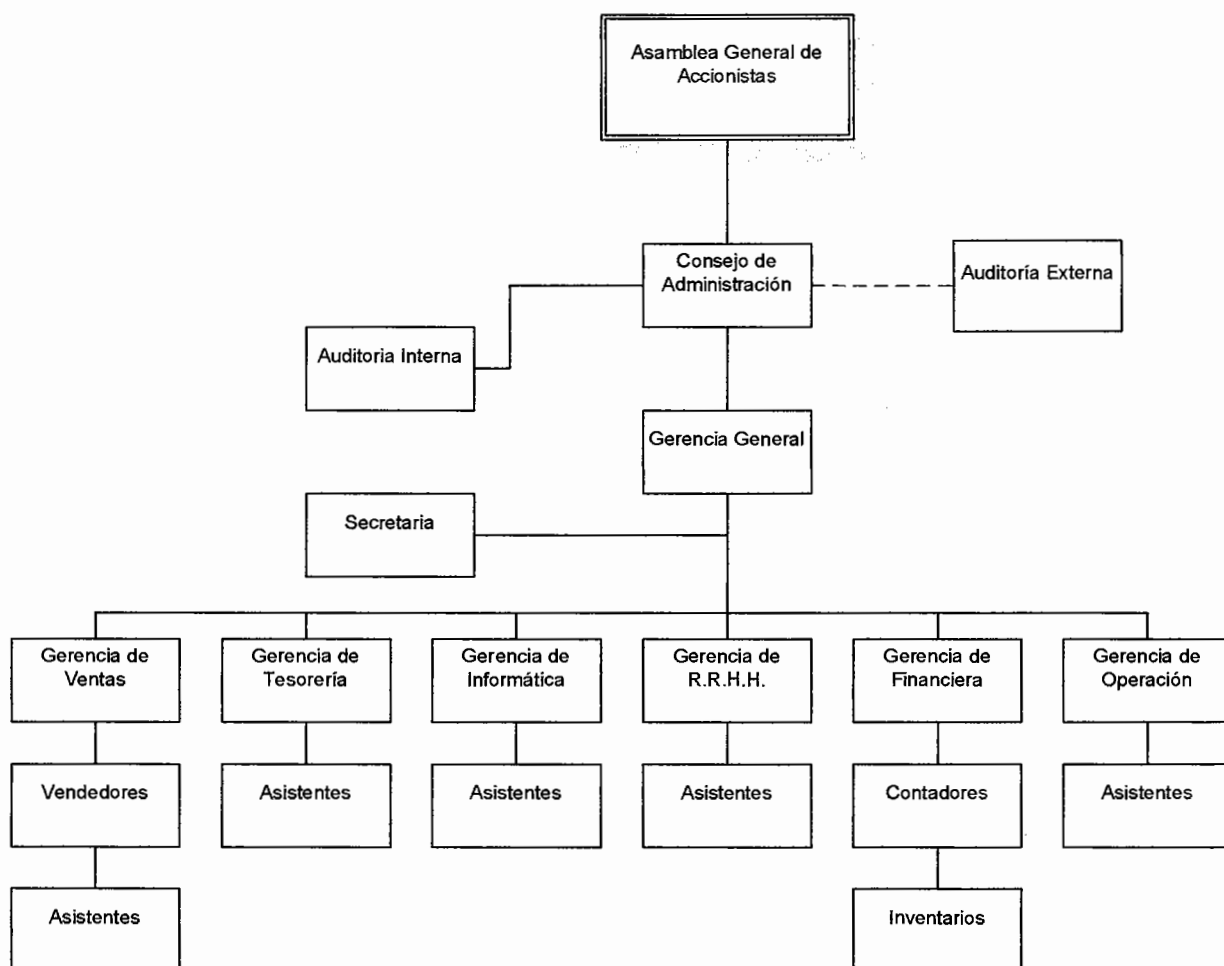 Asamblea General de
Accionistas
Consejo de
Administración
Auditoría Externa
Auditoria Interna
Gerencia General
Secretaria
Gerencia de
Ventas
Gerencia de
Tesorería
Gerencia de
Informática
Gerencia de
R.R.H.H.
Gerencia de
Financiera
Gerencia de
Operación
Vendedores
Asistentes
Asistentes
Asistentes
Contadores
Asistentes
Asistentes
Inventarios